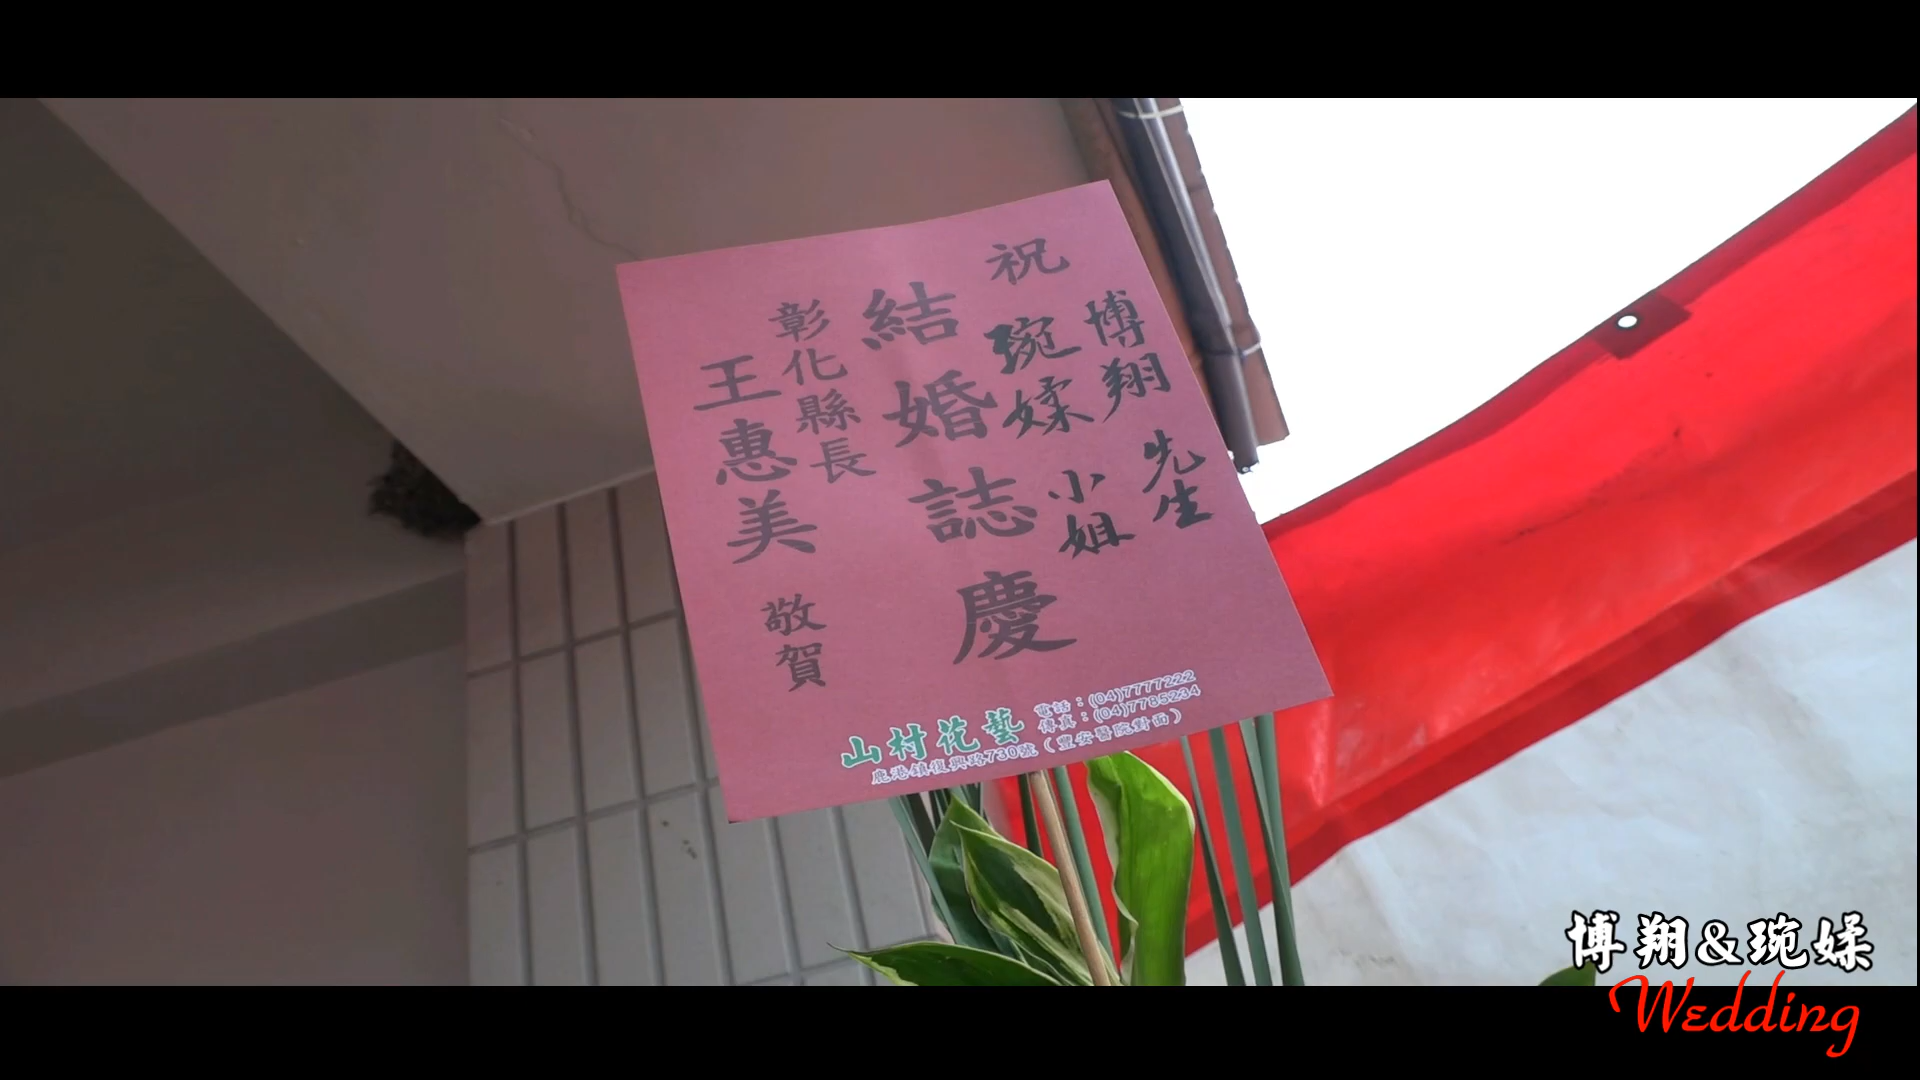 祝
博翔 先生
琬媃 小姐
結婚誌慶
彰化縣長
王惠美 敬賀
山村花藝
電話：(04)7777222
傳真：(04)7785234
鹿港鎮復興路730號（豐安醫院對面）
博翔&琬媃
Wedding